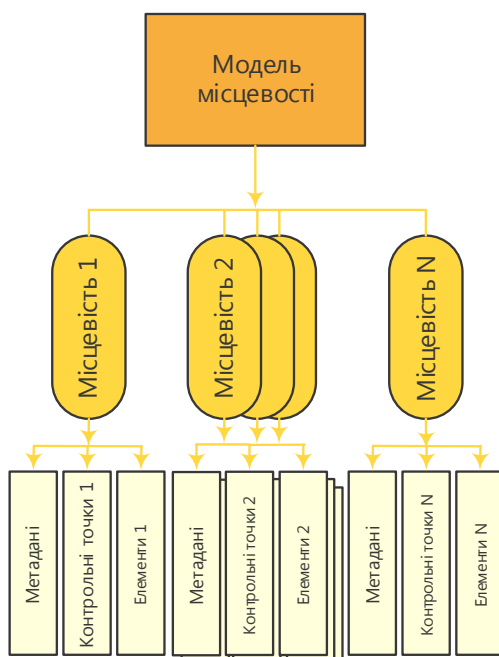 Модель
місцевості
Місцевість 1
Місцевість 2
Місцевість N
Метадані
Контрольні точки 1
Елементи 1
Метадані
Контрольні точки 2
Елементи 2
Метадані
Контрольні точки N
Елементи N